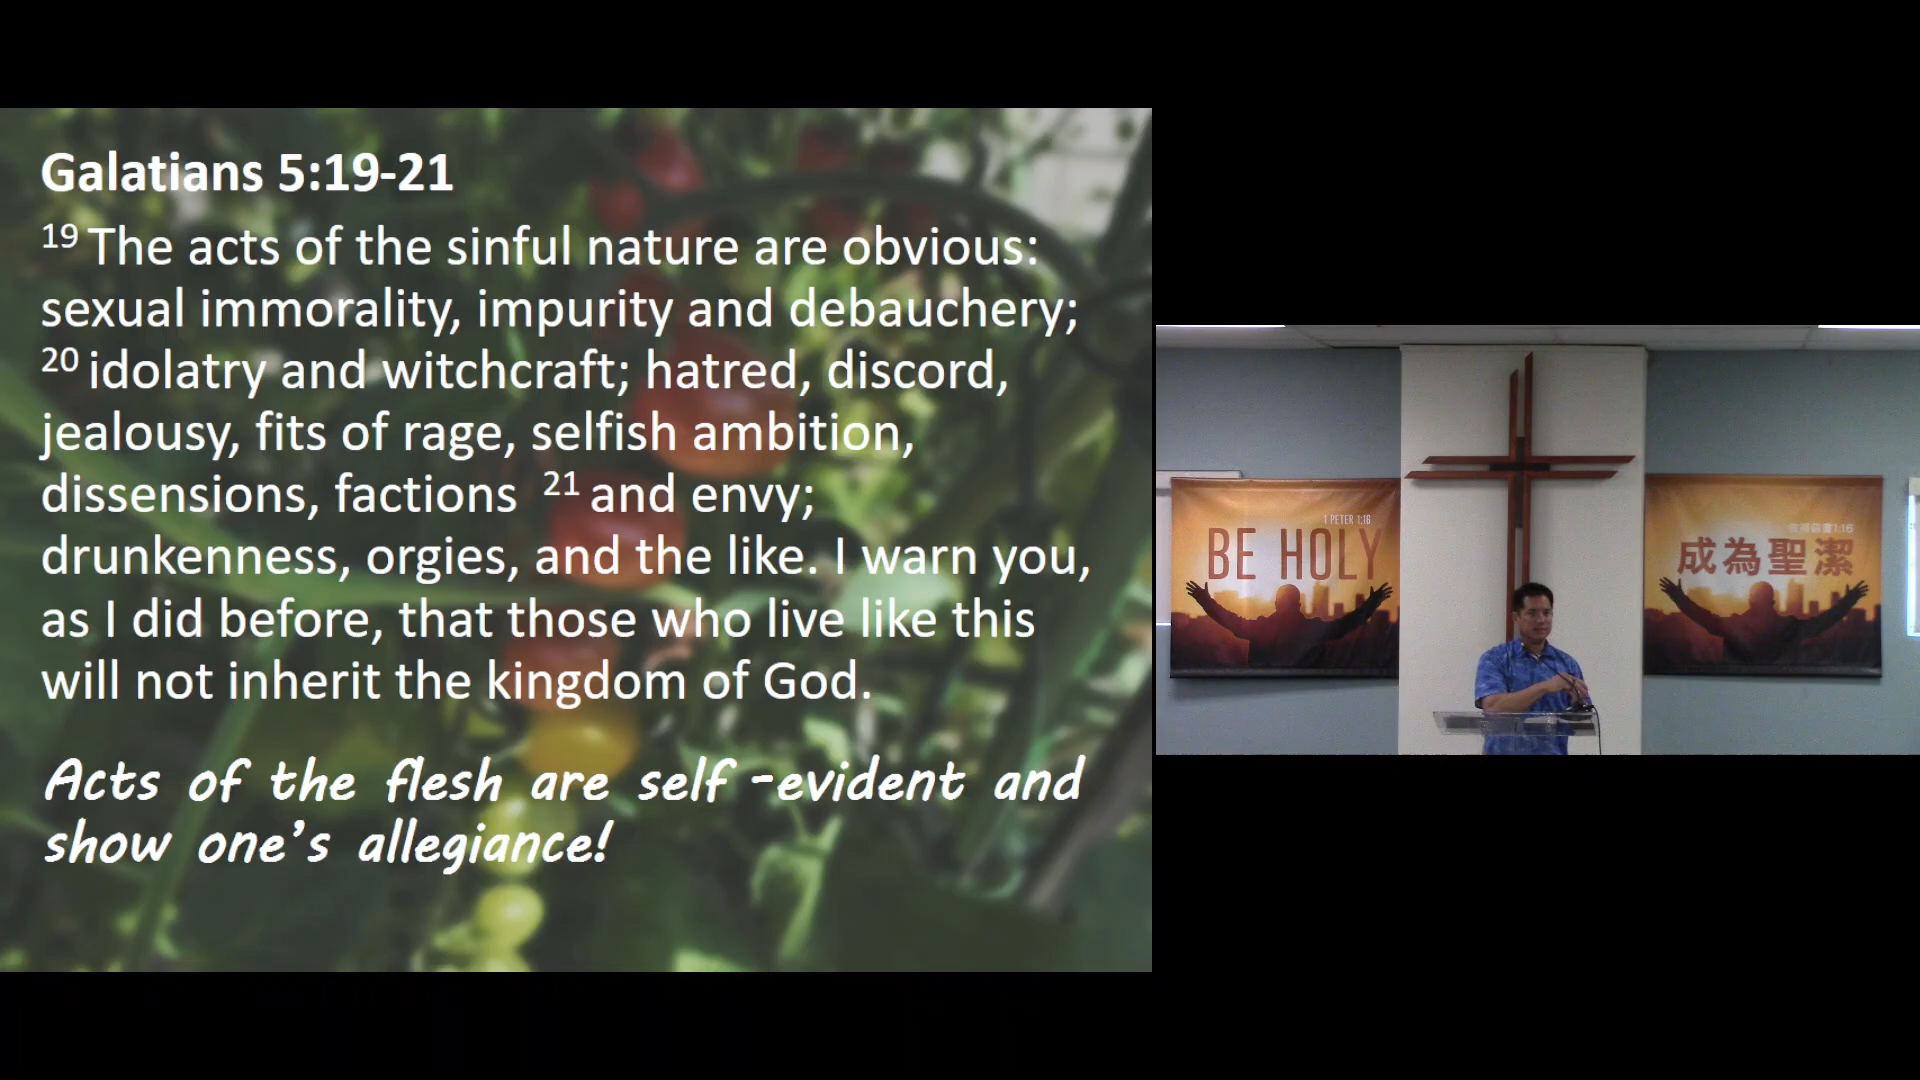 Galatians 5:19-21
19 The acts of the sinful nature are obvious:
sexual immorality, impurity and debauchery;
20 idolatry and witchcraft; hatred, discord,
jealousy, fits of rage, selfish ambition,
dissensions, factions 21 and envy;
drunkenness, orgies, and the like. I warn you,
as I did before, that those who live like this
will not inherit the kingdom of God.
Acts of the flesh are self -evident and
show one's allegiance!
1 PETER 1:16
BE HOLY
1:16
成為聖潔